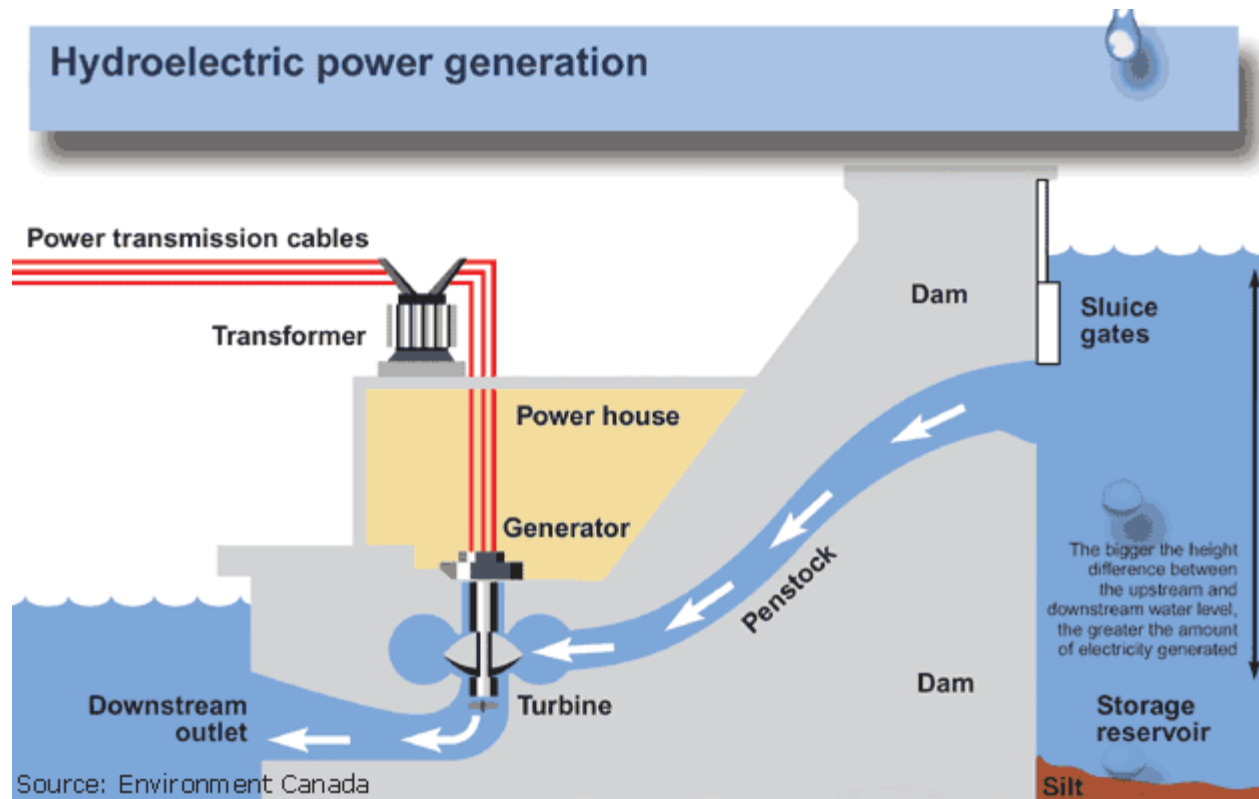 Hydroelectric power generation
Power transmission cables
Transformer
Dam
Sluice
gates
Power house
Generator
Penstock
The bigger the height
difference between
the upstream and
downstream water level,
the greater the amount
of electricity generated
Dam
Turbine
Downstream
outlet
Storage
reservoir
Source: Environment Canada
Silt